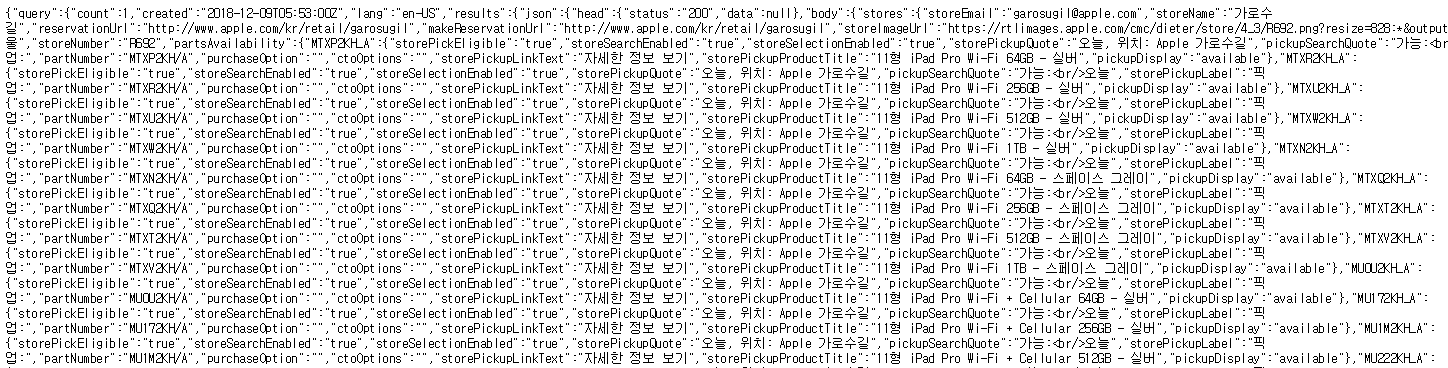 {"query":{"count":1,"created":"2018-12-09T05:53:00Z","lang":"en-US","results":{"json":{"head":{"status":"200","data":null},"body":{"stores":{"storeEmail":"garosugil@apple.com","storeName":"가로수
길","reservationUrl":"http://www.apple.com/kr/retail/garosugil","makeReservationUrl":"http://www.apple.com/kr/retail/garosugil","storeImageUrl":"https://rtlimages.apple.com/cmc/dieter/store/4_3/R692.png?resize=828:*&output
울","storeNumber":"R692","partsAvailability":{"MTXP2KH_A":{"storePickEligible":"true","storeSearchEnabled":"true","storeSelectionEnabled":"true","storePickupQuote":"오늘, 위치: Apple 가로수길","pickupSearchQuote":"가능:<br
업:","partNumber":"MTXP2KH/A","purchaseOption":"","ctoOptions":"","storePickupLinkText":"자세한 정보 보기","storePickupProductTitle":"11형 iPad Pro Wi-Fi 64GB - 실버","pickupDisplay":"available"},"MTXR2KH_A":
{"storePickEligible":"true","storeSearchEnabled":"true","storeSelectionEnabled":"true","storePickupQuote":"오늘, 위치: Apple 가로수길","pickupSearchQuote":"가능:<br/>오늘","storePickupLabel":"픽
업:","partNumber":"MTXR2KH/A","purchaseOption":"","ctoOptions":"","storePickupLinkText":"자세한 정보 보기","storePickupProductTitle":"11형 iPad Pro Wi-Fi 256GB - 실버","pickupDisplay":"available"},"MTXU2KH_A":
{"storePickEligible":"true","storeSearchEnabled":"true","storeSelectionEnabled":"true","storePickupQuote":"오늘, 위치: Apple 가로수길","pickupSearchQuote":"가능:<br/>오늘","storePickupLabel":"픽
업:","partNumber":"MTXU2KH/A","purchaseOption":"","ctoOptions":"","storePickupLinkText":"자세한 정보 보기","storePickupProductTitle":"11형 iPad Pro Wi-Fi 512GB - 실버","pickupDisplay":"available"},"MTXW2KH_A":
{"storePickEligible":"true","storeSearchEnabled":"true","storeSelectionEnabled":"true","storePickupQuote":"오늘, 위치: Apple 가로수길","pickupSearchQuote":"가능:<br/>오늘","storePickupLabel":"픽
업:","partNumber":"MTXW2KH/A","purchaseOption":"","ctoOptions":"","storePickupLinkText":"자세한 정보 보기","storePickupProductTitle":"11형 iPad Pro Wi-Fi 1TB - 실버","pickupDisplay":"available"},"MTXN2KH_A":
{"storePickEligible":"true","storeSearchEnabled":"true","storeSelectionEnabled":"true","storePickupQuote":"오늘, 위치: Apple 가로수길","pickupSearchQuote":"가능:<br/>오늘","storePickupLabel":"픽
업:","partNumber":"MTXN2KH/A","purchaseOption":"","ctoOptions":"","storePickupLinkText":"자세한 정보 보기","storePickupProductTitle":"11형 iPad Pro Wi-Fi 64GB - 스페이스 그레이","pickupDisplay":"available"},"MTXQ2KH_A":
{"storePickEligible":"true","storeSearchEnabled":"true","storeSelectionEnabled":"true","storePickupQuote":"오늘, 위치: Apple 가로수길","pickupSearchQuote":"가능:<br/>오늘","storePickupLabel":"픽
업:","partNumber":"MTXQ2KH/A","purchaseOption":"","ctoOptions":"","storePickupLinkText":"자세한 정보 보기","storePickupProductTitle":"11형 iPad Pro Wi-Fi 256GB - 스페이스 그레이","pickupDisplay":"available"},"MTXT2KH_A":
{"storePickEligible":"true","storeSearchEnabled":"true","storeSelectionEnabled":"true","storePickupQuote":"오늘, 위치: Apple 가로수길","pickupSearchQuote":"가능:<br/>오늘","storePickupLabel":"픽
업:","partNumber":"MTXT2KH/A","purchaseOption":"","ctoOptions":"","storePickupLinkText":"자세한 정보 보기","storePickupProductTitle":"11형 iPad Pro Wi-Fi 512GB - 스페이스 그레이","pickupDisplay":"available"},"MTXV2KH_A":
{"storePickEligible":"true","storeSearchEnabled":"true","storeSelectionEnabled":"true","storePickupQuote":"오늘, 위치: Apple 가로수길","pickupSearchQuote":"가능:<br/>오늘","storePickupLabel":"픽
업:","partNumber":"MTXV2KH/A","purchaseOption":"","ctoOptions":"","storePickupLinkText":"자세한 정보 보기","storePickupProductTitle":"11형 iPad Pro Wi-Fi 1TB - 스페이스 그레이","pickupDisplay":"available"},"MU0U2KH_A":
{"storePickEligible":"true","storeSearchEnabled":"true","storeSelectionEnabled":"true","storePickupQuote":"오늘, 위치: Apple 가로수길","pickupSearchQuote":"가능:<br/>오늘","storePickupLabel":"픽
업:","partNumber":"MU0U2KH/A","purchaseOption":"","ctoOptions":"","storePickupLinkText":"자세한 정보 보기","storePickupProductTitle":"11형 iPad Pro Wi-Fi + Cellular 64GB - 실버","pickupDisplay":"available"},"MU172KH_A":
{"storePickEligible":"true","storeSearchEnabled":"true","storeSelectionEnabled":"true","storePickupQuote":"오늘, 위치: Apple 가로수길","pickupSearchQuote":"가능:<br/>오늘","storePickupLabel":"픽
업:","partNumber":"MU172KH/A","purchaseOption":"","ctoOptions":"","storePickupLinkText":"자세한 정보 보기","storePickupProductTitle":"11형 iPad Pro Wi-Fi + Cellular 256GB - 실버","pickupDisplay":"available"},"MU1M2KH_A":
{"storePickEligible":"true","storeSearchEnabled":"true","storeSelectionEnabled":"true","storePickupQuote":"오늘, 위치: Apple 가로수길","pickupSearchQuote":"가능:<br/>오늘","storePickupLabel":"픽
업:","partNumber":"MU1M2KH/A","purchaseOption":"","ctoOptions":"","storePickupLinkText":"자세한 정보 보기","storePickupProductTitle":"11형 iPad Pro Wi-Fi + Cellular 512GB - 실버","pickupDisplay":"available"},"MU222KH_A":